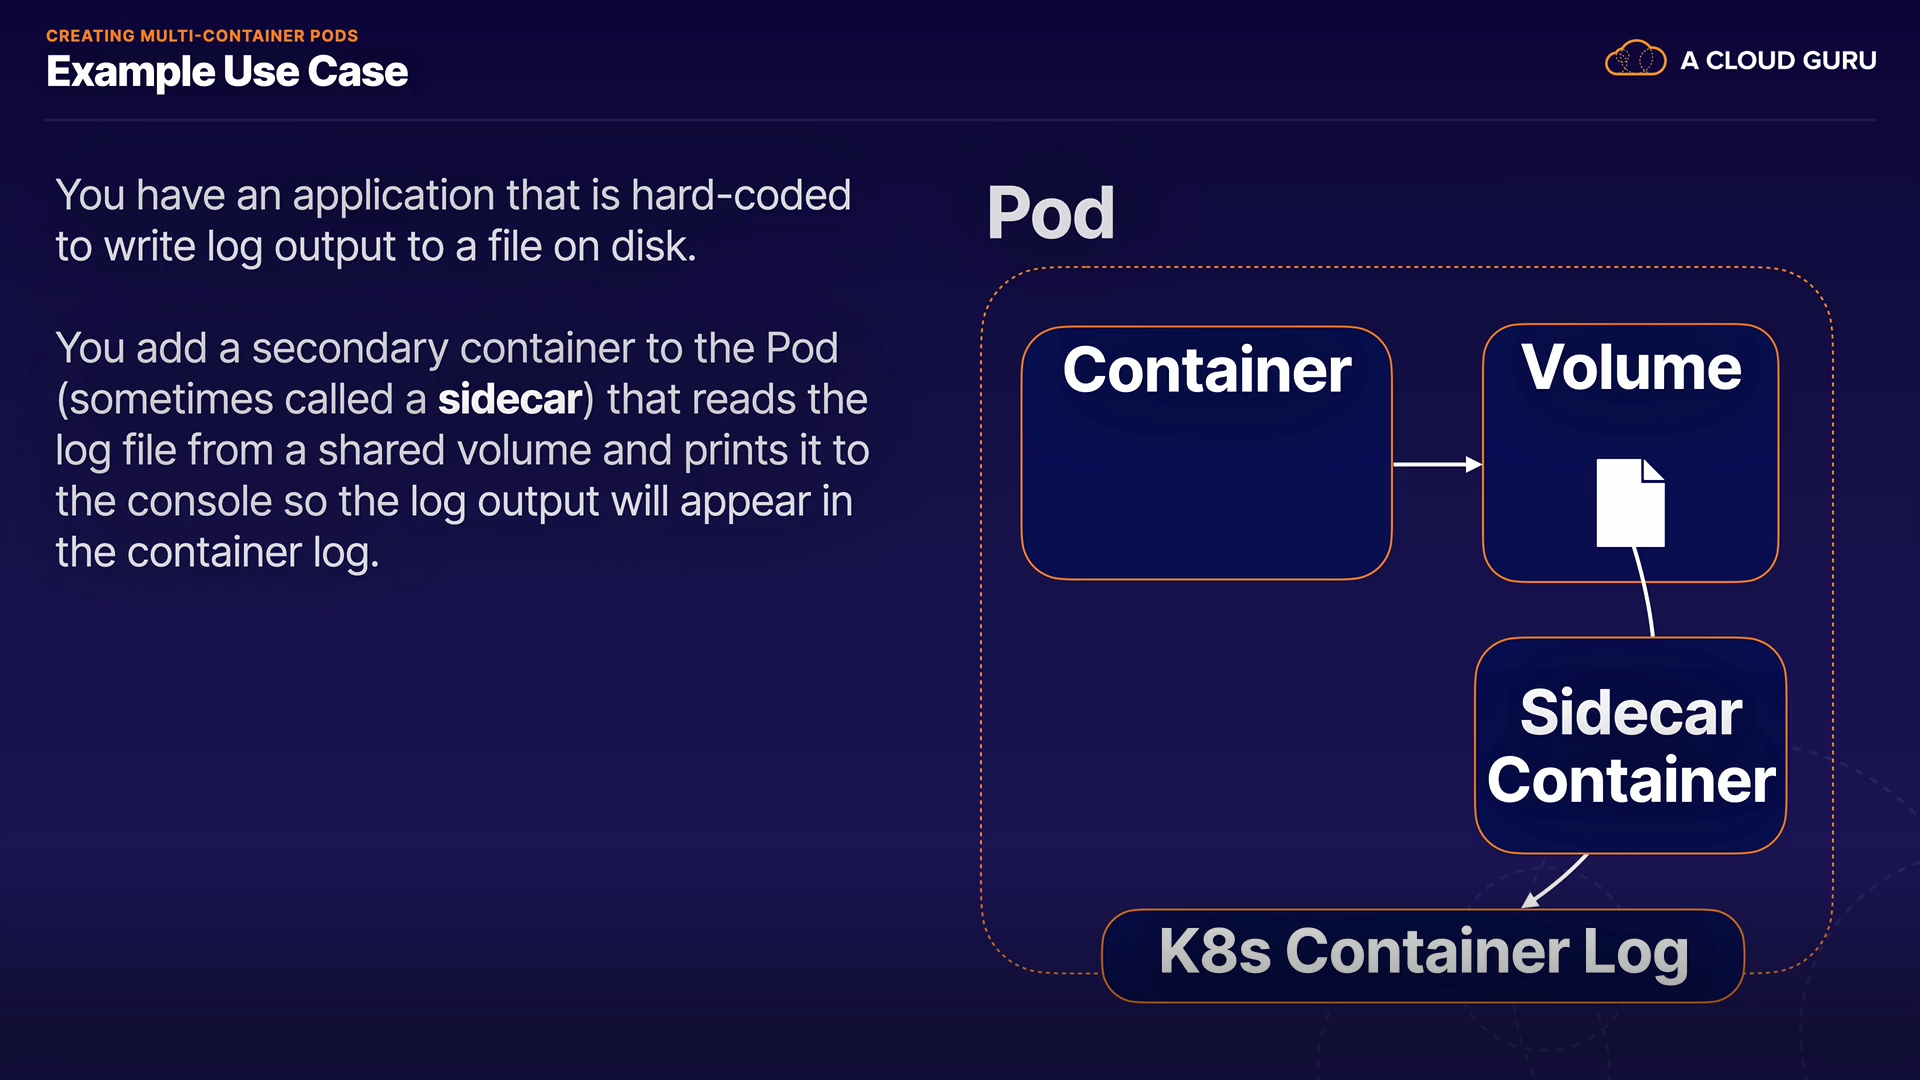 CREATING MULTI-CONTAINER PODS
Example Use Case
A CLOUD GURU
You have an application that is hard-coded
to write log output to a file on disk.
You add a secondary container to the Pod
(sometimes called a sidecar) that reads the
log file from a shared volume and prints it to
the console so the log output will appear in
the container log.
Pod
Container
Volume
Sidecar
Container
K8s Container Log